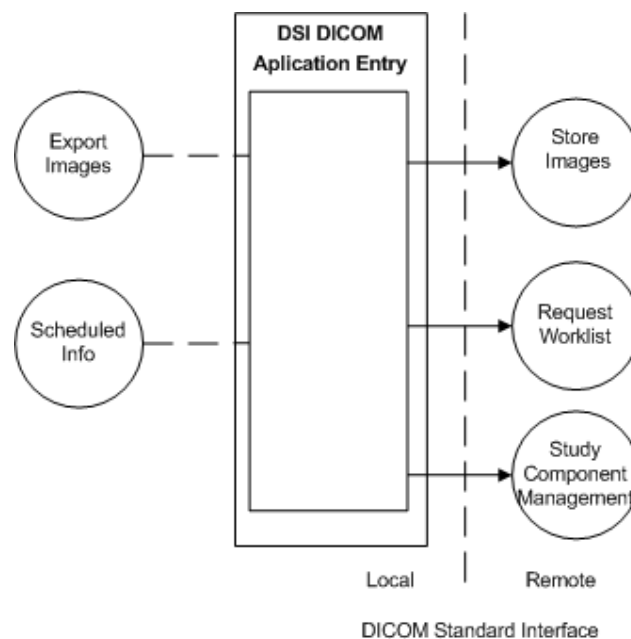 DSI DICOM
Aplication Entry
Export
Images
Store
Images
Scheduled
Info
Request
Worklist
Study
Component
Management
Local
Remote
DICOM Standard Interface